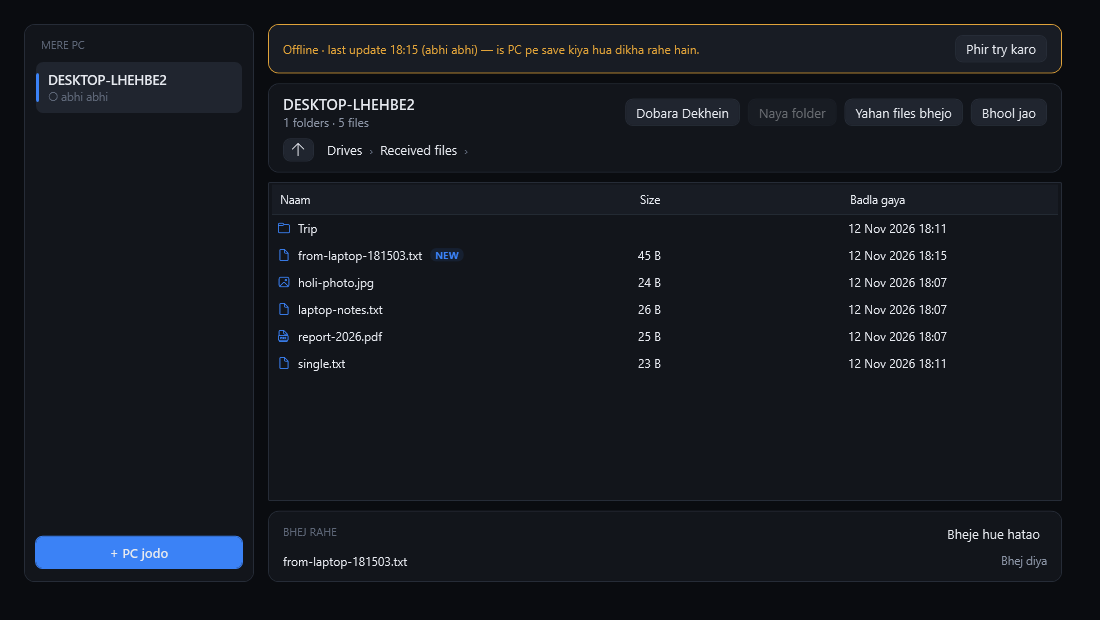 MERE PC
DESKTOP-LHEHBE2
abhi abhi
+ PC jodo
Offline · last update 18:15 (abhi abhi) — is PC pe save kiya hua dikha rahe hain.
Phir try karo
DESKTOP-LHEHBE2
1 folders · 5 files
Dobara Dekhein
Naya folder
Yahan files bhejo
Bhool jao
Drives › Received files ›
Naam Size Badla gaya
Trip 12 Nov 2026 18:11
from-laptop-181503.txt NEW 45 B 12 Nov 2026 18:15
holi-photo.jpg 24 B 12 Nov 2026 18:07
laptop-notes.txt 26 B 12 Nov 2026 18:07
report-2026.pdf 25 B 12 Nov 2026 18:07
single.txt 23 B 12 Nov 2026 18:11
BHEJ RAHE
Bheje hue hatao
from-laptop-181503.txt
Bhej diya